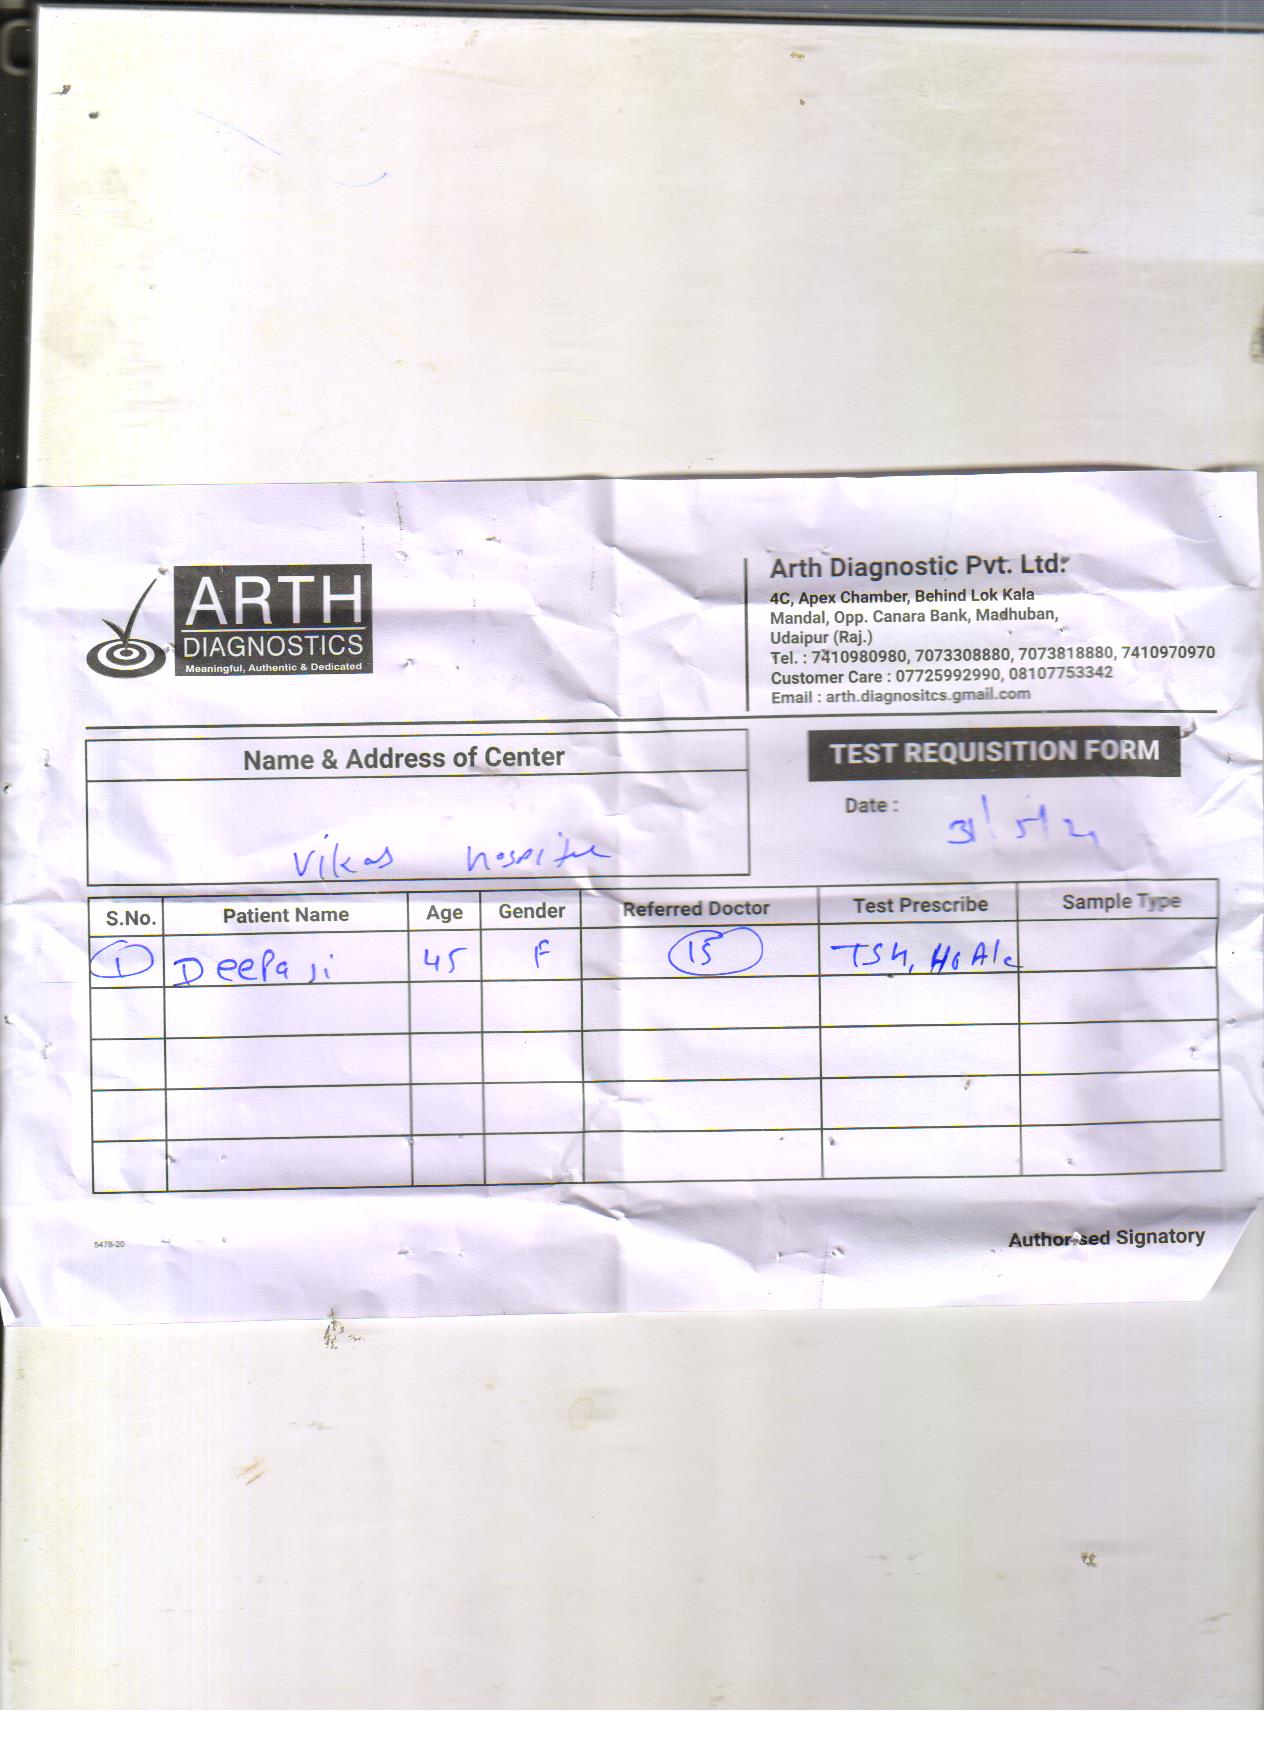 ARTH
DIAGNOSTICS
Meaningful, Authentic & Dedicated
Arth Diagnostic Pvt. Ltd.
4C, Apex Chamber, Behind Lok Kala
Mandal, Opp. Canara Bank, Madhuban,
Udaipur (Raj.)
Tel. : 7410980980, 7073308880, 7073818880, 7410970970
Customer Care : 07725992990, 08107753342
Email : arth.diagnositcs.gmail.com
Name & Address of Center
TEST REQUISITION FORM
Date : 31/5/21
Vikas Hospital
S.No. Patient Name Age Gender Referred Doctor Test Prescribe Sample Type
1 Deepa ji 45 F 15 TSH, HbA1c
5478-20
Authorised Signatory